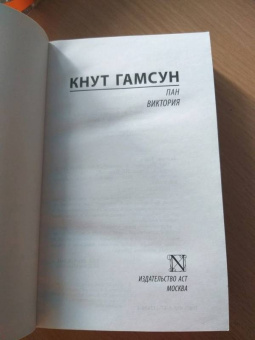 КНУТ ГАМСУН
ПАН
ВИКТОРИЯ
N
ИЗДАТЕЛЬСТВО АСТ
МОСКВА